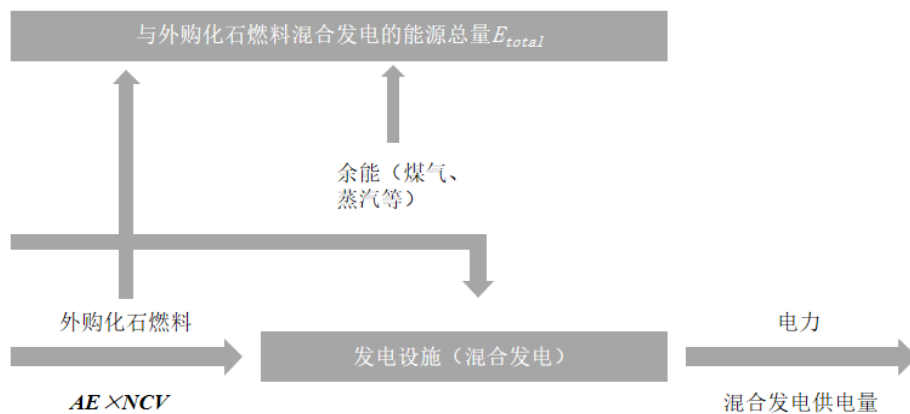 与外购化石燃料混合发电的能源总量Etotal
余能（煤气、
蒸汽等）
外购化石燃料
电力
发电设施（混合发电）
AE×NCV
混合发电供电量